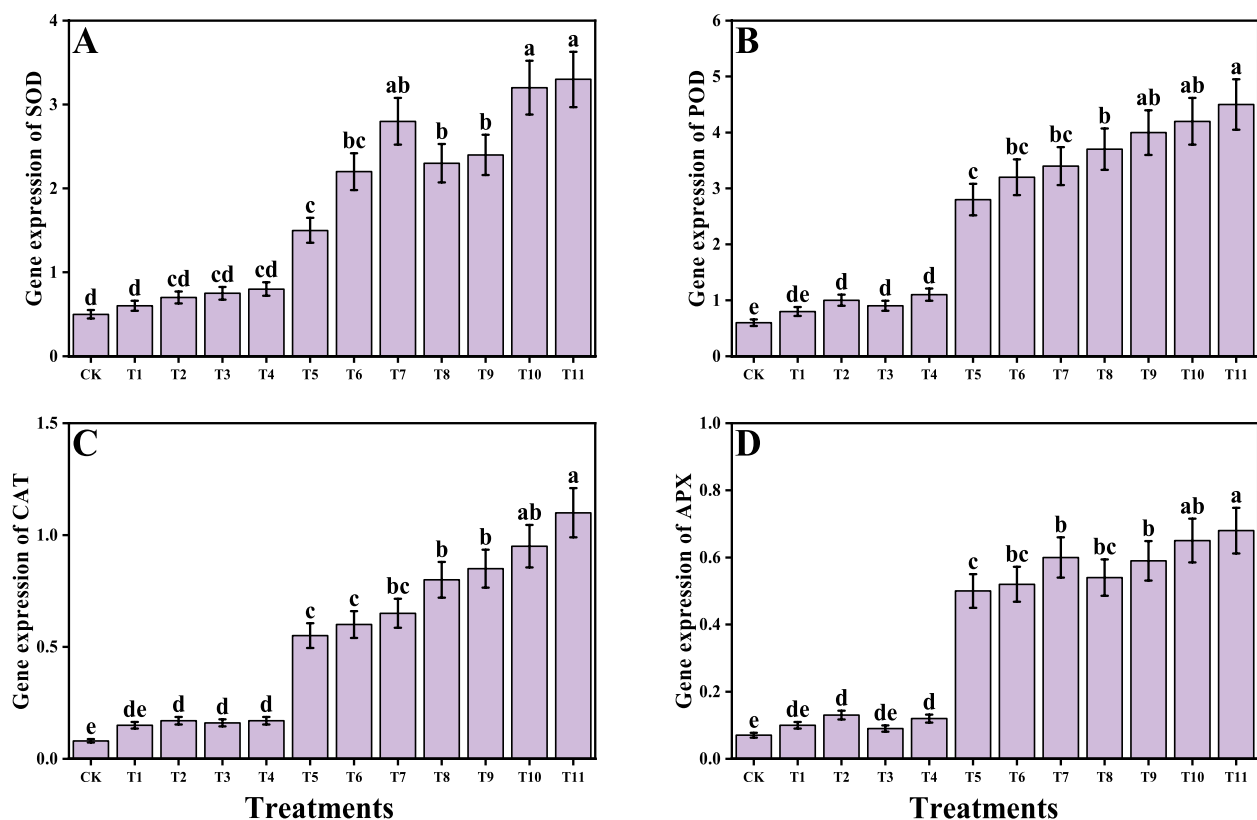 A
Gene expression of SOD
4
3
2
1
0
d
d
cd
cd
cd
c
bc
ab
b
b
a
a
CK T1 T2 T3 T4 T5 T6 T7 T8 T9 T10 T11
B
Gene expression of POD
6
5
4
3
2
1
0
e
de
d
d
d
c
bc
bc
b
ab
ab
a
CK T1 T2 T3 T4 T5 T6 T7 T8 T9 T10 T11
C
Gene expression of CAT
1.5
1.0
0.5
0.0
e
de
d
d
d
c
c
bc
b
b
ab
a
CK T1 T2 T3 T4 T5 T6 T7 T8 T9 T10 T11
Treatments
D
Gene expression of APX
1.0
0.8
0.6
0.4
0.2
0.0
e
de
d
de
d
c
bc
b
bc
b
ab
a
CK T1 T2 T3 T4 T5 T6 T7 T8 T9 T10 T11
Treatments